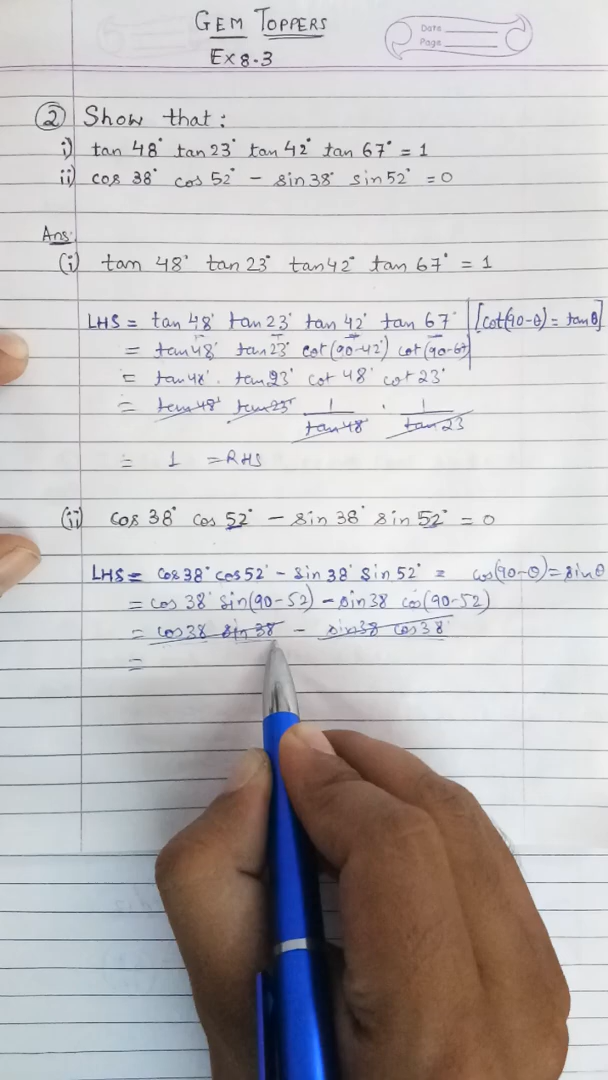 GEM TOPPERS
Date
Page
Ex 8.3
② Show that :
i) tan 48° tan 23° tan 42° tan 67° = 1
ii) cos 38° cos 52° - sin 38° sin 52° = 0
Ans:
(i) tan 48° tan 23° tan 42° tan 67° = 1
LHS = tan 48° tan 23° tan 42° tan 67° [cot(90-θ) = tan θ]
= tan 48° tan 23° cot (90-42°) cot (90-67)
= tan 48° . tan 23° cot 48° cot 23°
= tan 48° tan 23° 1/tan 48° . 1/tan 23
= 1 = RHS
(ii) cos 38° cos 52° - sin 38° sin 52° = 0
LHS = cos 38° cos 52° - sin 38° sin 52° = cos(90-θ) = sin θ
= cos 38° sin (90-52) - sin 38 cos (90-52)
= cos 38 sin 38° - sin 38 cos 38°
=